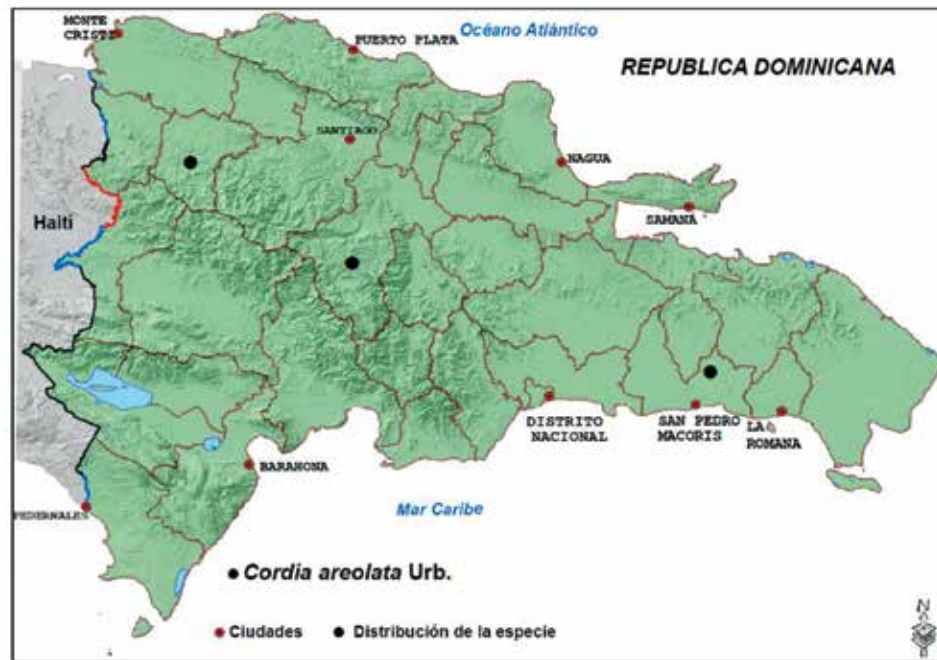 MONTE
CRISTI
PUERTO PLATA
Océano Atlántico
REPUBLICA DOMINICANA
SANTIAGO
NAGUA
SAMANÁ
Haití
DISTRITO
NACIONAL
SAN PEDRO
MACORIS
LA
ROMANA
BARAHONA
PEDERNALES
Mar Caribe
Cordia areolata Urb.
Ciudades
Distribución de la especie
N